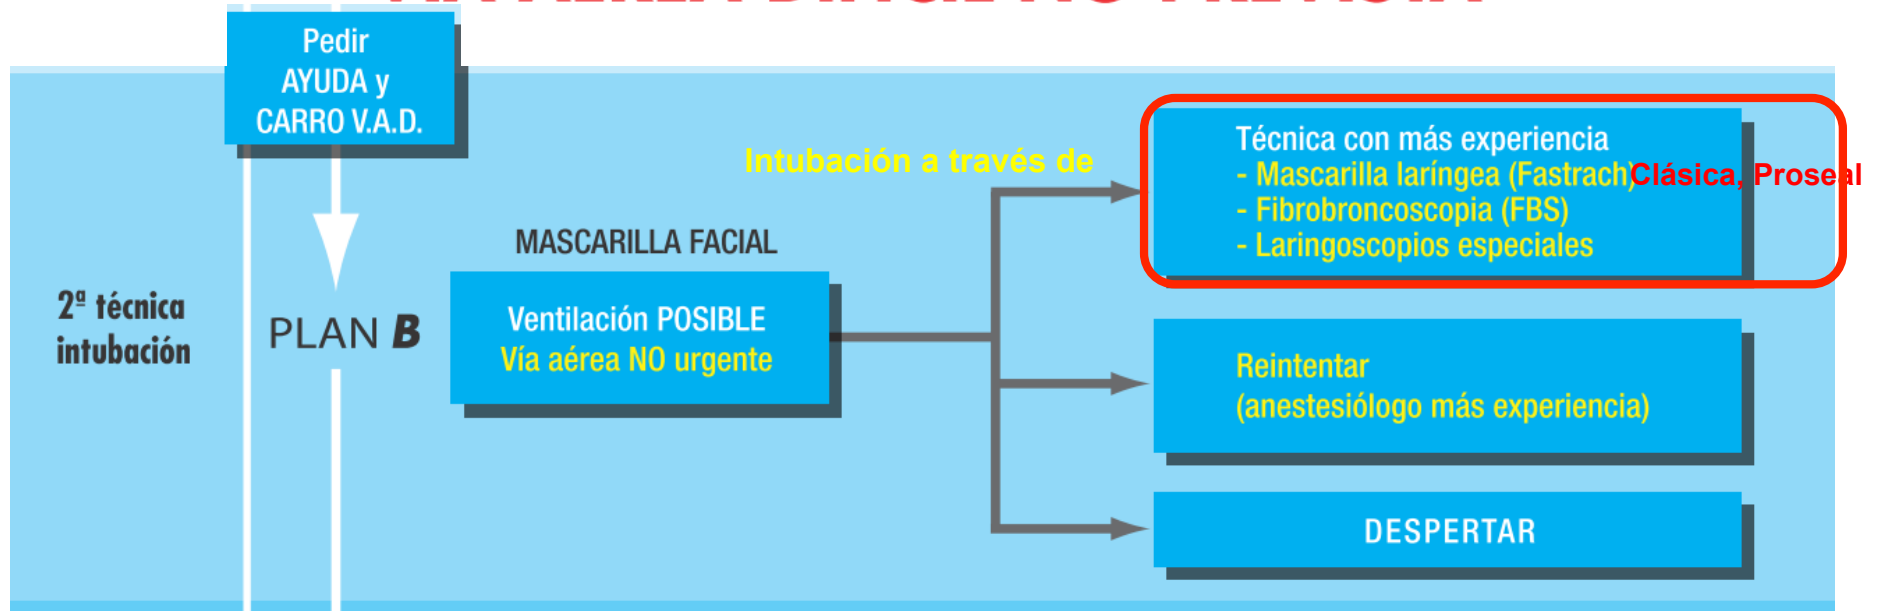 Pedir
AYUDA y
CARRO V.A.D.
2ª técnica
intubación
PLAN B
MASCARILLA FACIAL
Ventilación POSIBLE
Vía aérea NO urgente
Intubación a través de
Técnica con más experiencia
- Mascarilla laríngea (Fastrach) Clásica, Proseal
- Fibrobroncoscopia (FBS)
- Laringoscopios especiales
Reintentar
(anestesiólogo más experiencia)
DESPERTAR